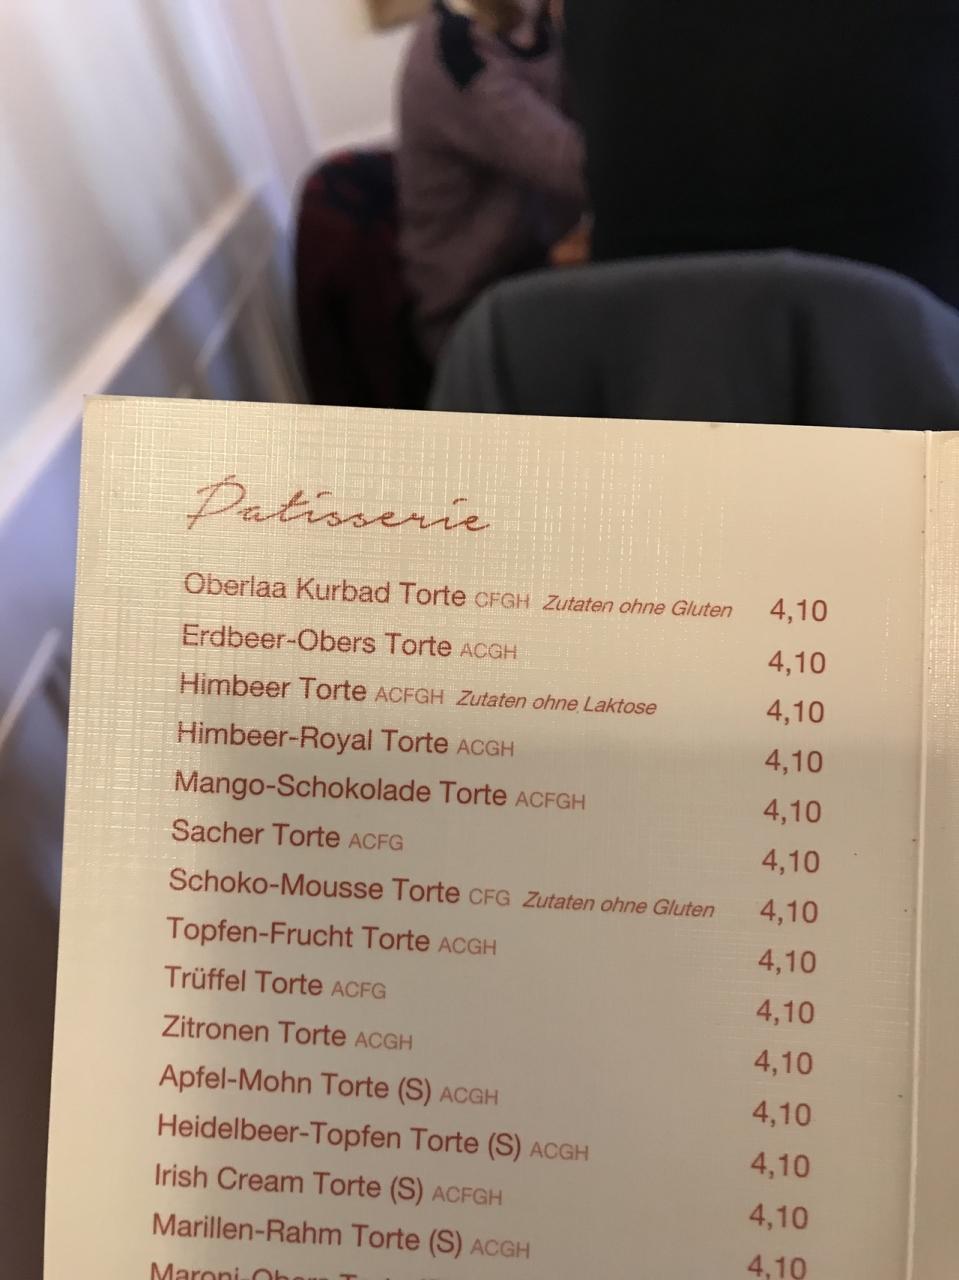 Patisserie
Oberlaa Kurbad Torte CFGH Zutaten ohne Gluten 4,10
Erdbeer-Obers Torte ACGH 4,10
Himbeer Torte ACFGH Zutaten ohne Laktose 4,10
Himbeer-Royal Torte ACGH 4,10
Mango-Schokolade Torte ACFGH 4,10
Sacher Torte ACFG 4,10
Schoko-Mousse Torte CFG Zutaten ohne Gluten 4,10
Topfen-Frucht Torte ACGH 4,10
Trüffel Torte ACFG 4,10
Zitronen Torte ACGH 4,10
Apfel-Mohn Torte (S) ACGH 4,10
Heidelbeer-Topfen Torte (S) ACGH 4,10
Irish Cream Torte (S) ACFGH 4,10
Marillen-Rahm Torte (S) ACGH 4,10
Maroni-Obers Torte